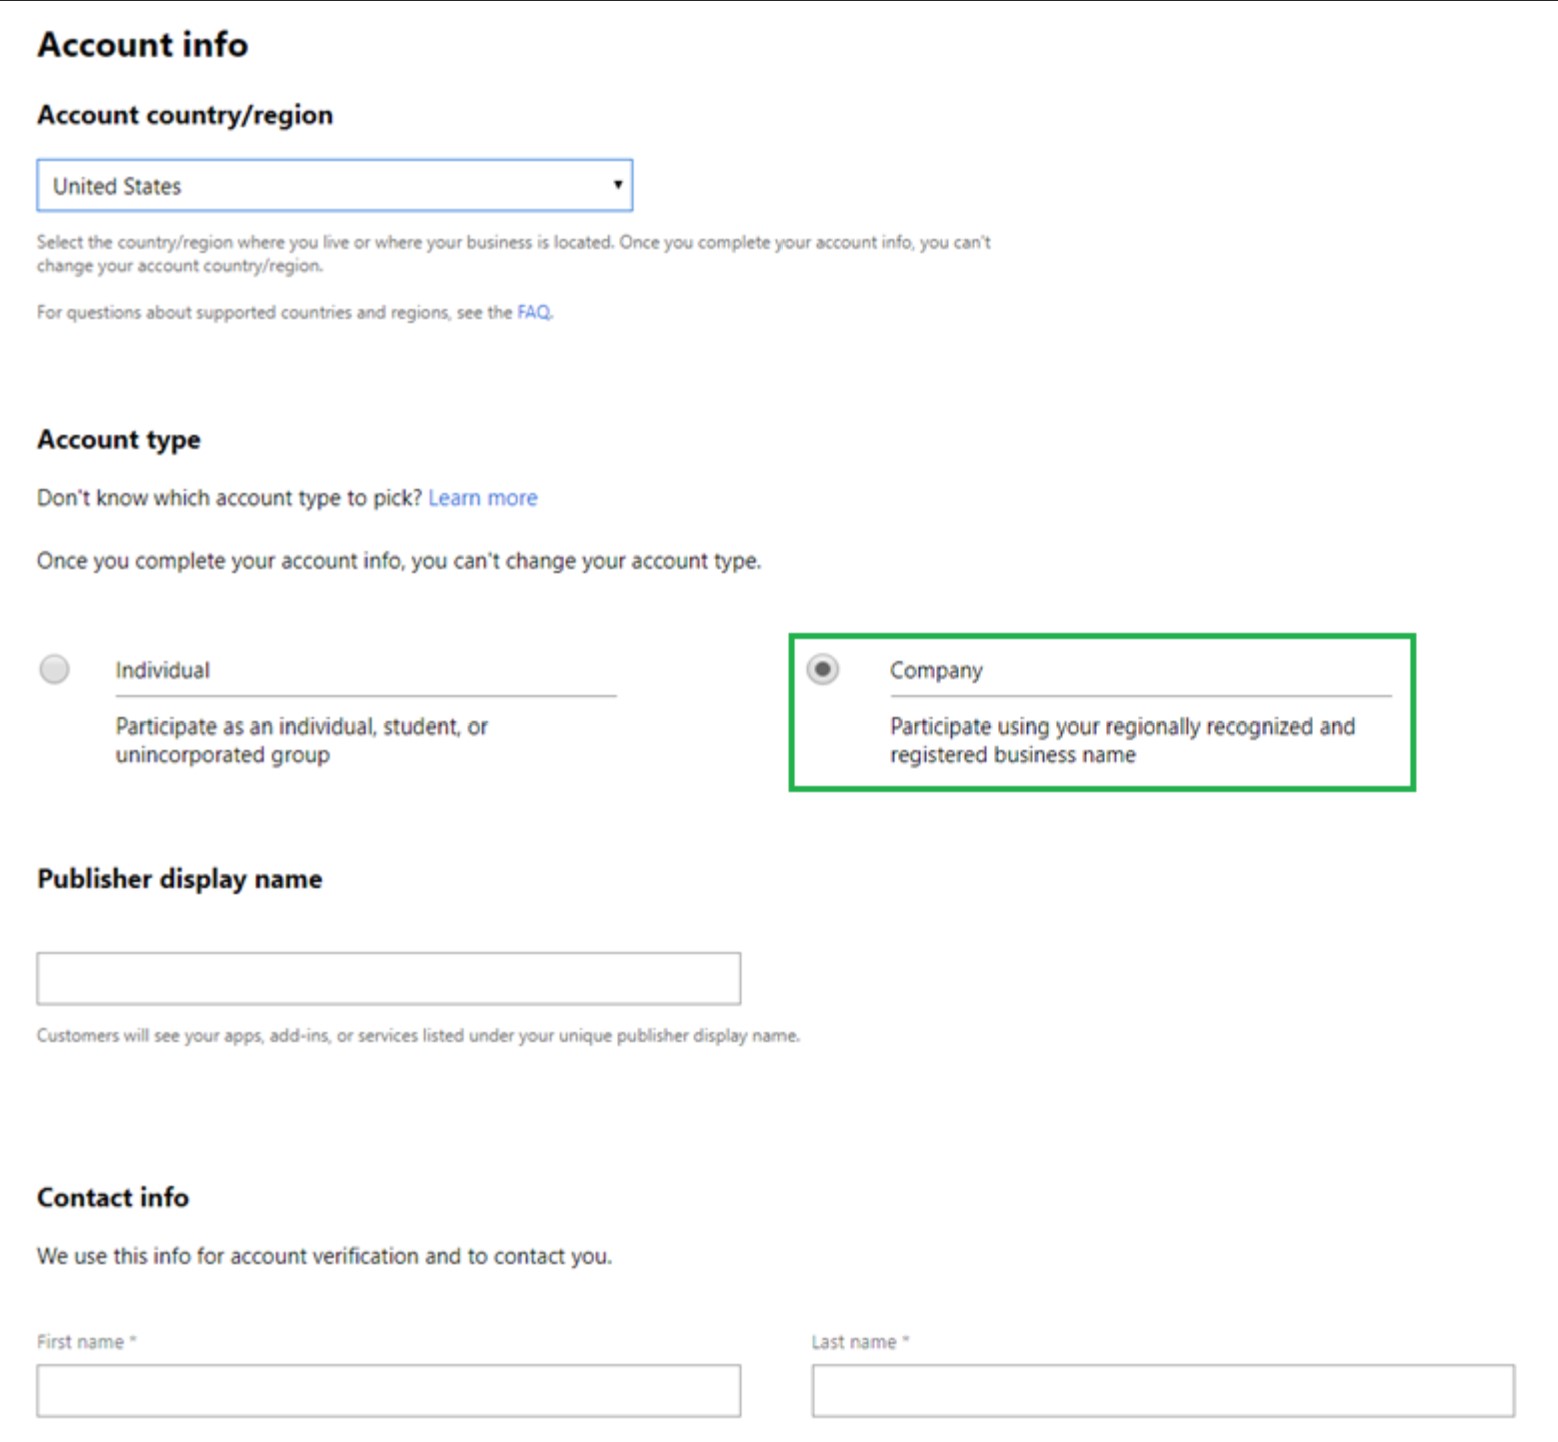 Account info
Account country/region
United States
Select the country/region where you live or where your business is located. Once you complete your account info, you can't
change your account country/region.
For questions about supported countries and regions, see the FAQ.
Account type
Don't know which account type to pick? Learn more
Once you complete your account info, you can't change your account type.
Individual
Participate as an individual, student, or
unincorporated group
Company
Participate using your regionally recognized and
registered business name
Publisher display name
Customers will see your apps, add-ins, or services listed under your unique publisher display name.
Contact info
We use this info for account verification and to contact you.
First name *
Last name *